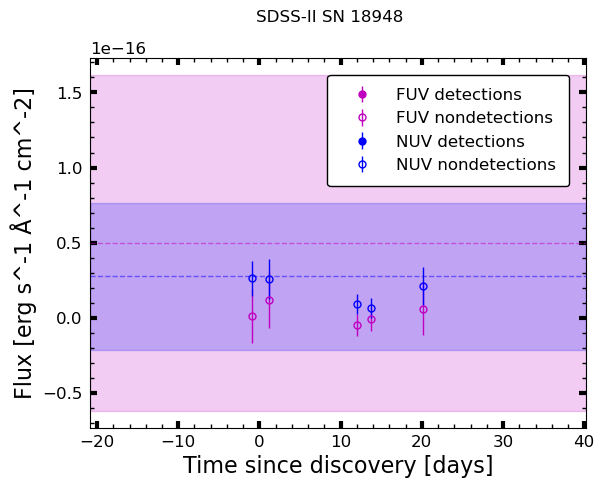 SDSS-II SN 18948
1e−16
FUV detections
FUV nondetections
NUV detections
NUV nondetections
1.5
1.0
0.5
0.0
−0.5
Flux [erg s^-1 Å^-1 cm^-2]
−20 −10 0 10 20 30 40
Time since discovery [days]